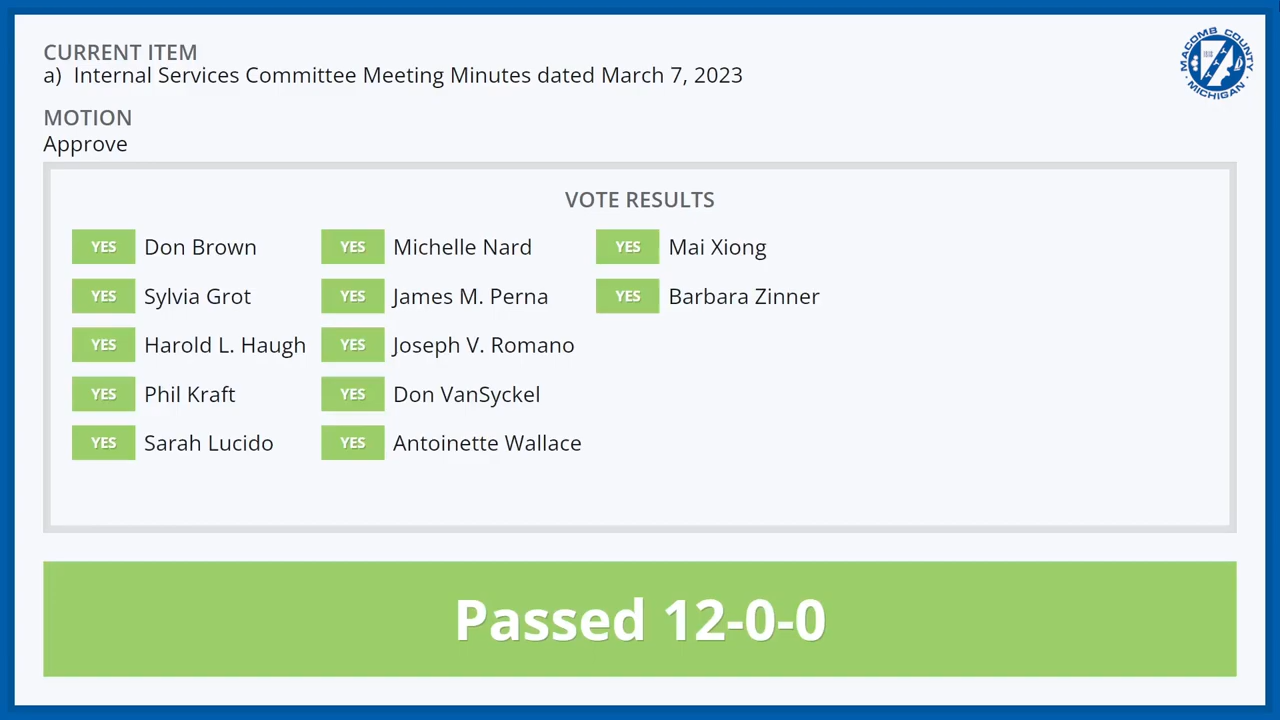 CURRENT ITEM
a) Internal Services Committee Meeting Minutes dated March 7, 2023
MACOMB COUNTY
1818
MICHIGAN
MOTION
Approve
VOTE RESULTS
YES Don Brown
YES Sylvia Grot
YES Harold L. Haugh
YES Phil Kraft
YES Sarah Lucido
YES Michelle Nard
YES James M. Perna
YES Joseph V. Romano
YES Don VanSyckel
YES Antoinette Wallace
YES Mai Xiong
YES Barbara Zinner
Passed 12-0-0